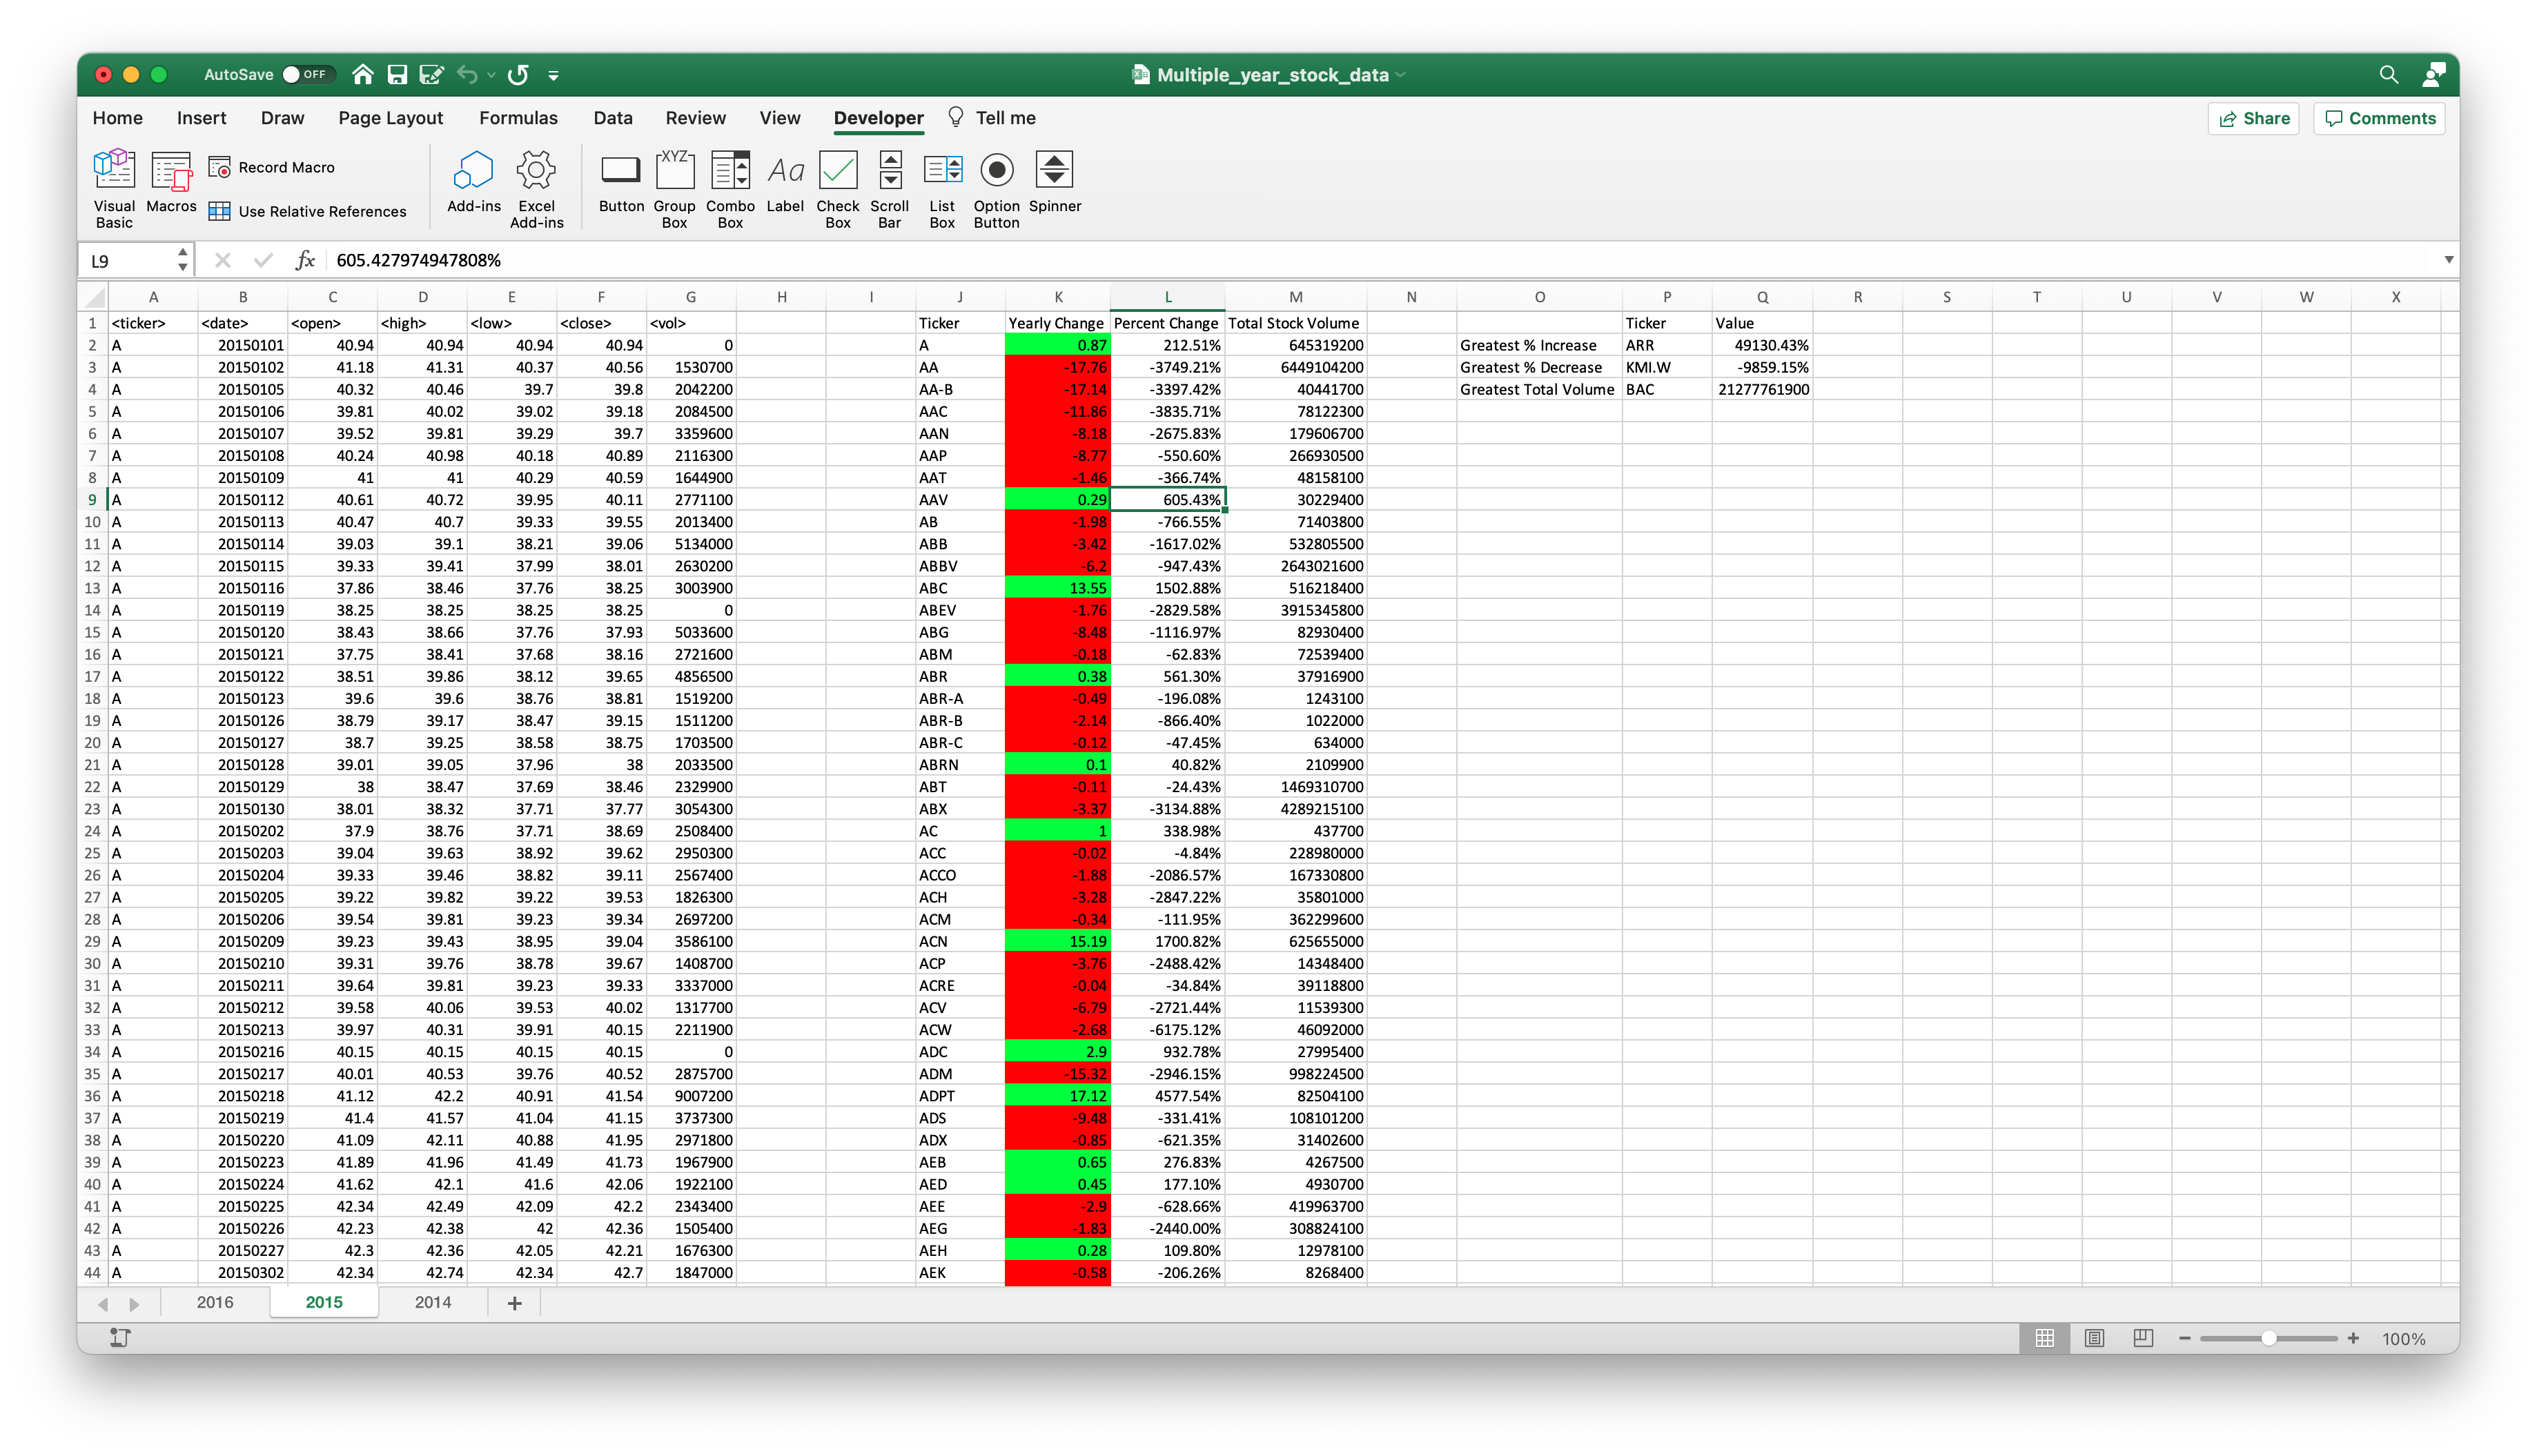 AutoSave OFF Multiple_year_stock_data
Home Insert Draw Page Layout Formulas Data Review View Developer Tell me Share Comments
Visual Basic Macros Record Macro Use Relative References Add-ins Excel Add-ins Button Group Box Combo Box Label Check Box Scroll Bar List Box Option Button Spinner
XYZ Aa
L9 fx 605.427974947808%
A B C D E F G H I J K L M N O P Q R S T U V W X
1 <ticker> <date> <open> <high> <low> <close> <vol> Ticker Yearly Change Percent Change Total Stock Volume Ticker Value
2 A 20150101 40.94 40.94 40.94 40.94 0 A 0.87 212.51% 645319200 Greatest % Increase ARR 49130.43%
3 A 20150102 41.18 41.31 40.37 40.56 1530700 AA -17.76 -3749.21% 6449104200 Greatest % Decrease KMI.W -9859.15%
4 A 20150105 40.32 40.46 39.7 39.8 2042200 AA-B -17.14 -3397.42% 40441700 Greatest Total Volume BAC 21277761900
5 A 20150106 39.81 40.02 39.02 39.18 2084500 AAC -11.86 -3835.71% 78122300
6 A 20150107 39.52 39.81 39.29 39.7 3359600 AAN -8.18 -2675.83% 179606700
7 A 20150108 40.24 40.98 40.18 40.89 2116300 AAP -8.77 -550.60% 266930500
8 A 20150109 41 41 40.29 40.59 1644900 AAT -1.46 -366.74% 48158100
9 A 20150112 40.61 40.72 39.95 40.11 2771100 AAV 0.29 605.43% 30229400
10 A 20150113 40.47 40.7 39.33 39.55 2013400 AB -1.98 -766.55% 71403800
11 A 20150114 39.03 39.1 38.21 39.06 5134000 ABB -3.42 -1617.02% 532805500
12 A 20150115 39.33 39.41 37.99 38.01 2630200 ABBV -6.2 -947.43% 2643021600
13 A 20150116 37.86 38.46 37.76 38.25 3003900 ABC 13.55 1502.88% 516218400
14 A 20150119 38.25 38.25 38.25 38.25 0 ABEV -1.76 -2829.58% 3915345800
15 A 20150120 38.43 38.66 37.76 37.93 5033600 ABG -8.48 -1116.97% 82930400
16 A 20150121 37.75 38.41 37.68 38.16 2721600 ABM -0.18 -62.83% 72539400
17 A 20150122 38.51 39.86 38.12 39.65 4856500 ABR 0.38 561.30% 37916900
18 A 20150123 39.6 39.6 38.76 38.81 1519200 ABR-A -0.49 -196.08% 1243100
19 A 20150126 38.79 39.17 38.47 39.15 1511200 ABR-B -2.14 -866.40% 1022000
20 A 20150127 38.7 39.25 38.58 38.75 1703500 ABR-C -0.12 -47.45% 634000
21 A 20150128 39.01 39.05 37.96 38 2033500 ABRN 0.1 40.82% 2109900
22 A 20150129 38 38.47 37.69 38.46 2329900 ABT -0.11 -24.43% 1469310700
23 A 20150130 38.01 38.32 37.71 37.77 3054300 ABX -3.37 -3134.88% 4289215100
24 A 20150202 37.9 38.76 37.71 38.69 2508400 AC 1 338.98% 437700
25 A 20150203 39.04 39.63 38.92 39.62 2950300 ACC -0.02 -4.84% 228980000
26 A 20150204 39.33 39.46 38.82 39.11 2567400 ACCO -1.88 -2086.57% 167330800
27 A 20150205 39.22 39.82 39.22 39.53 1826300 ACH -3.28 -2847.22% 35801000
28 A 20150206 39.54 39.81 39.23 39.34 2697200 ACM -0.34 -111.95% 362299600
29 A 20150209 39.23 39.43 38.95 39.04 3586100 ACN 15.19 1700.82% 625655000
30 A 20150210 39.31 39.76 38.78 39.67 1408700 ACP -3.76 -2488.42% 14348400
31 A 20150211 39.64 39.81 39.23 39.33 3337000 ACRE -0.04 -34.84% 39118800
32 A 20150212 39.58 40.06 39.53 40.02 1317700 ACV -6.79 -2721.44% 11539300
33 A 20150213 39.97 40.31 39.91 40.15 2211900 ACW -2.68 -6175.12% 46092000
34 A 20150216 40.15 40.15 40.15 40.15 0 ADC 2.9 932.78% 27995400
35 A 20150217 40.01 40.53 39.76 40.52 2875700 ADM -15.32 -2946.15% 998224500
36 A 20150218 41.12 42.2 40.91 41.54 9007200 ADPT 17.12 4577.54% 82504100
37 A 20150219 41.4 41.57 41.04 41.15 3737300 ADS -9.48 -331.41% 108101200
38 A 20150220 41.09 42.11 40.88 41.95 2971800 ADX -0.85 -621.35% 31402600
39 A 20150223 41.89 41.96 41.49 41.73 1967900 AEB 0.65 276.83% 4267500
40 A 20150224 41.62 42.1 41.6 42.06 1922100 AED 0.45 177.10% 4930700
41 A 20150225 42.34 42.49 42.09 42.2 2343400 AEE -2.9 -628.66% 419963700
42 A 20150226 42.23 42.38 42 42.36 1505400 AEG -1.83 -2440.00% 308824100
43 A 20150227 42.3 42.36 42.05 42.21 1676300 AEH 0.28 109.80% 12978100
44 A 20150302 42.34 42.74 42.34 42.7 1847000 AEK -0.58 -206.26% 8268400
2016 2015 2014 +
100%